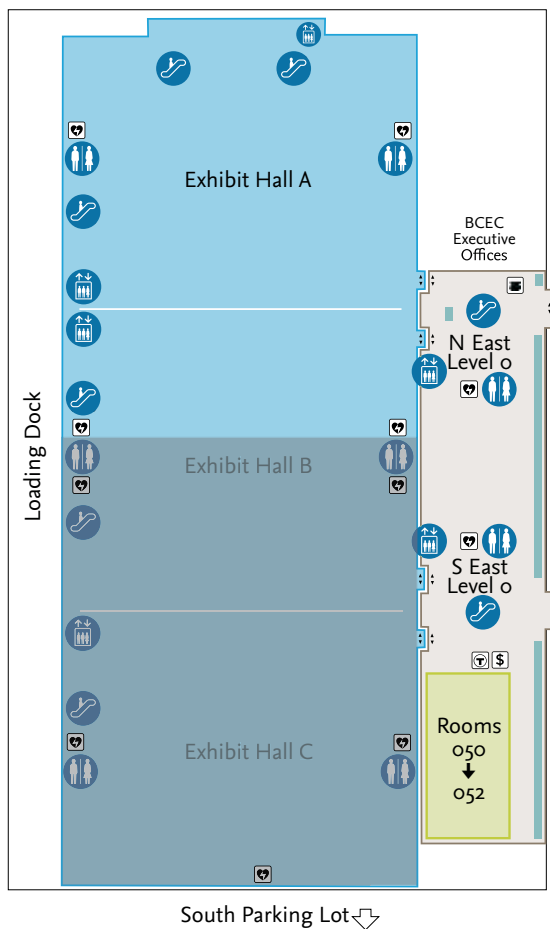 Exhibit Hall A
BCEC
Executive
Offices
N East
Level 0
Loading Dock
Exhibit Hall B
S East
Level 0
$
T
Rooms
050
052
Exhibit Hall C
South Parking Lot